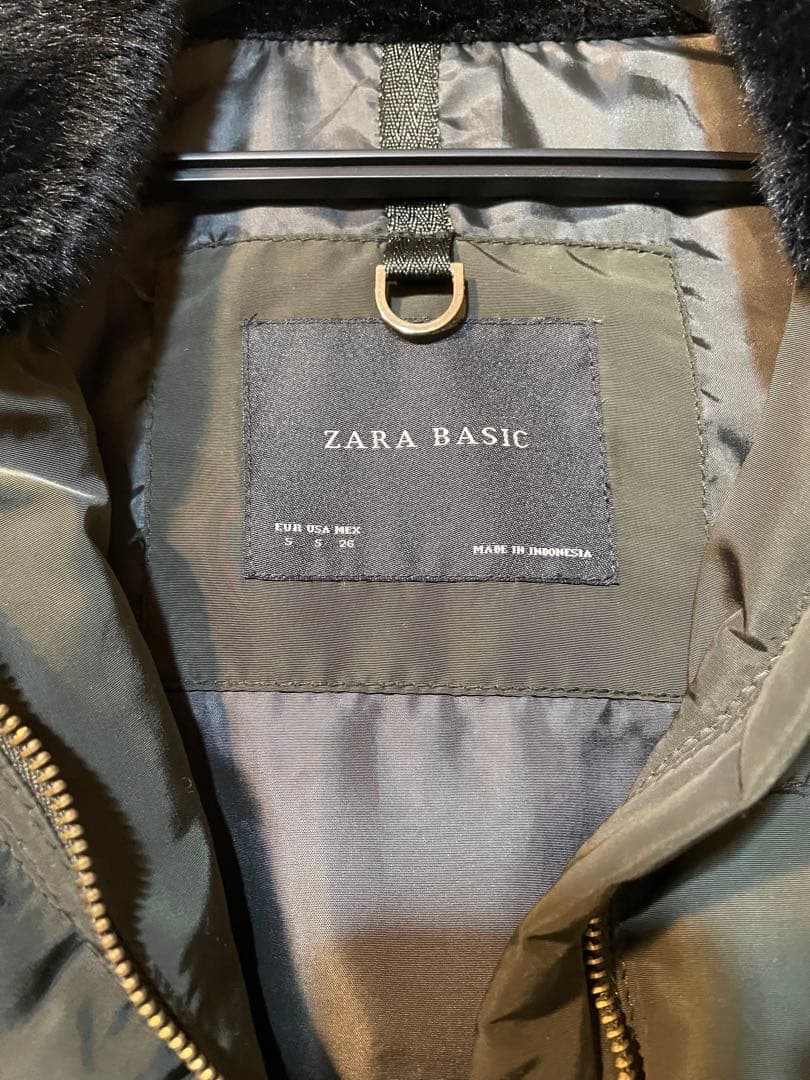 ZARA BASIC
EUR USA MEX
S S 26
MADE IN INDONESIA